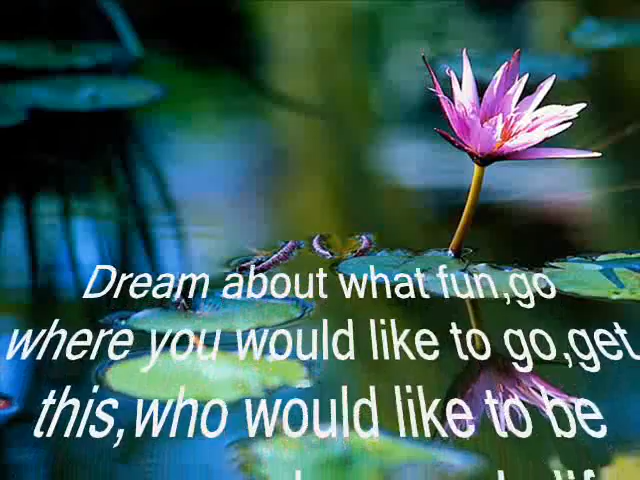 Dream about what fun,go
where you would like to go,get
this,who would like to be